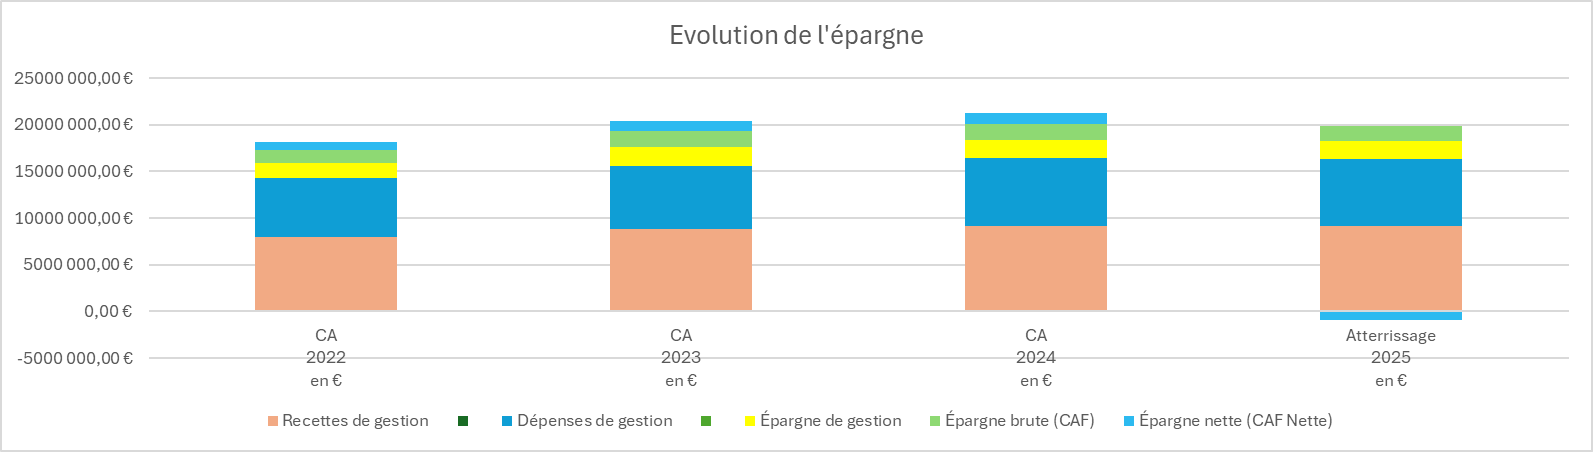 Evolution de l'épargne
25000 000,00 €
20000 000,00 €
15000 000,00 €
10000 000,00 €
5000 000,00 €
0,00 €
-5000 000,00 €
CA
2022
en €
CA
2023
en €
CA
2024
en €
Atterrissage
2025
en €
Recettes de gestion
Dépenses de gestion
Épargne de gestion
Épargne brute (CAF)
Épargne nette (CAF Nette)